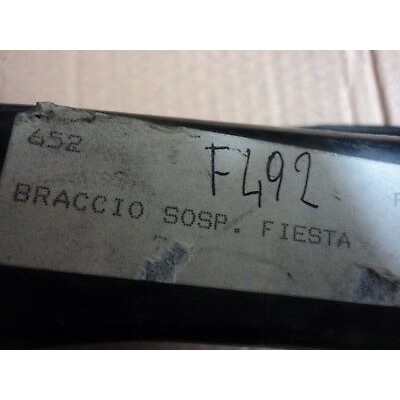 652
F492
BRACCIO SOSP. FIESTA